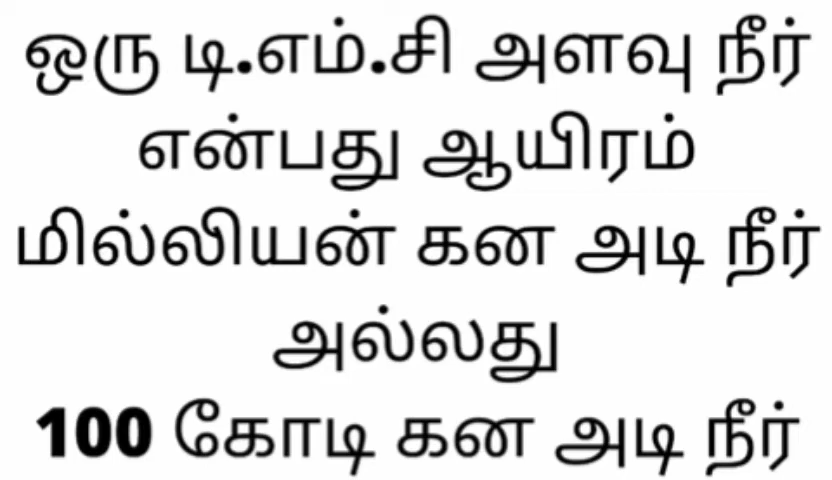 ஒரு டி.எம்.சி அளவு நீர்
என்பது ஆயிரம்
மில்லியன் கன அடி நீர்
அல்லது
100 கோடி கன அடி நீர்